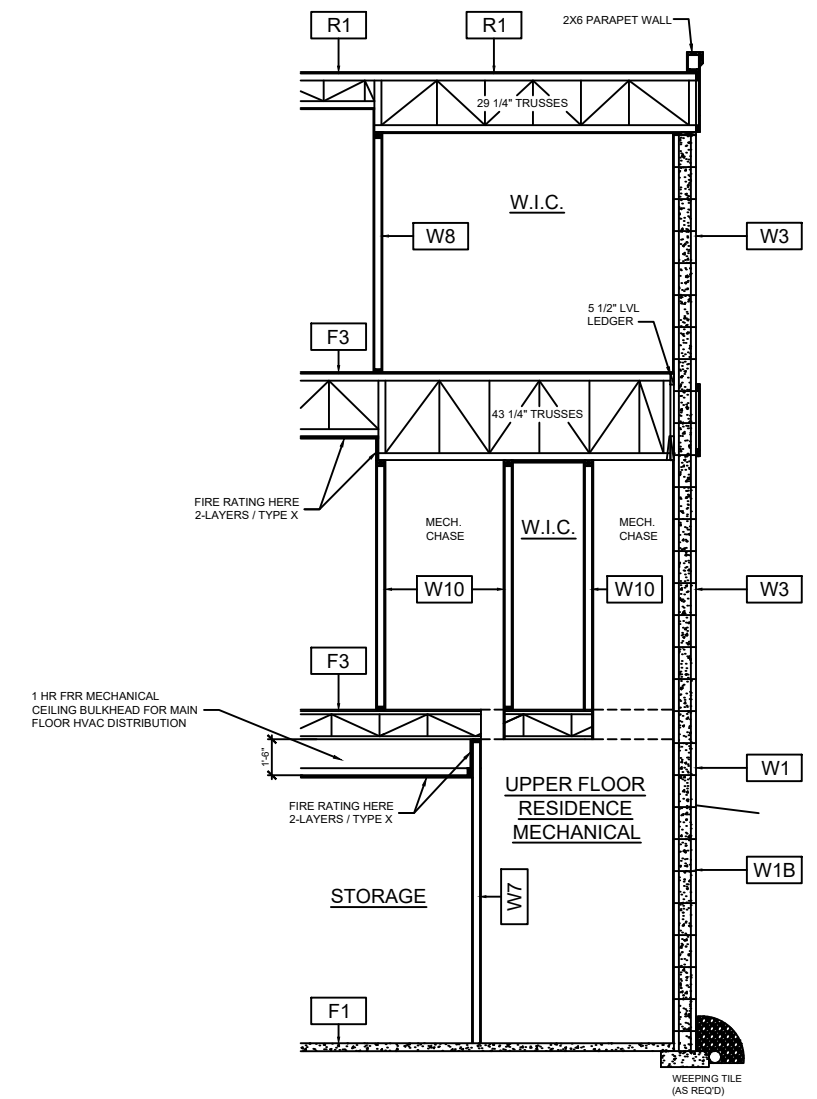 R1
R1
2X6 PARAPET WALL
29 1/4" TRUSSES
W.I.C.
W8
W3
5 1/2" LVL
LEDGER
F3
43 1/4" TRUSSES
FIRE RATING HERE
2-LAYERS / TYPE X
MECH.
CHASE
W.I.C.
MECH.
CHASE
W10
W10
W3
F3
1 HR FRR MECHANICAL
CEILING BULKHEAD FOR MAIN
FLOOR HVAC DISTRIBUTION
1'-6"
W1
UPPER FLOOR
RESIDENCE
MECHANICAL
FIRE RATING HERE
2-LAYERS / TYPE X
W1B
STORAGE
W7
F1
WEEPING TILE
(AS REQ'D)